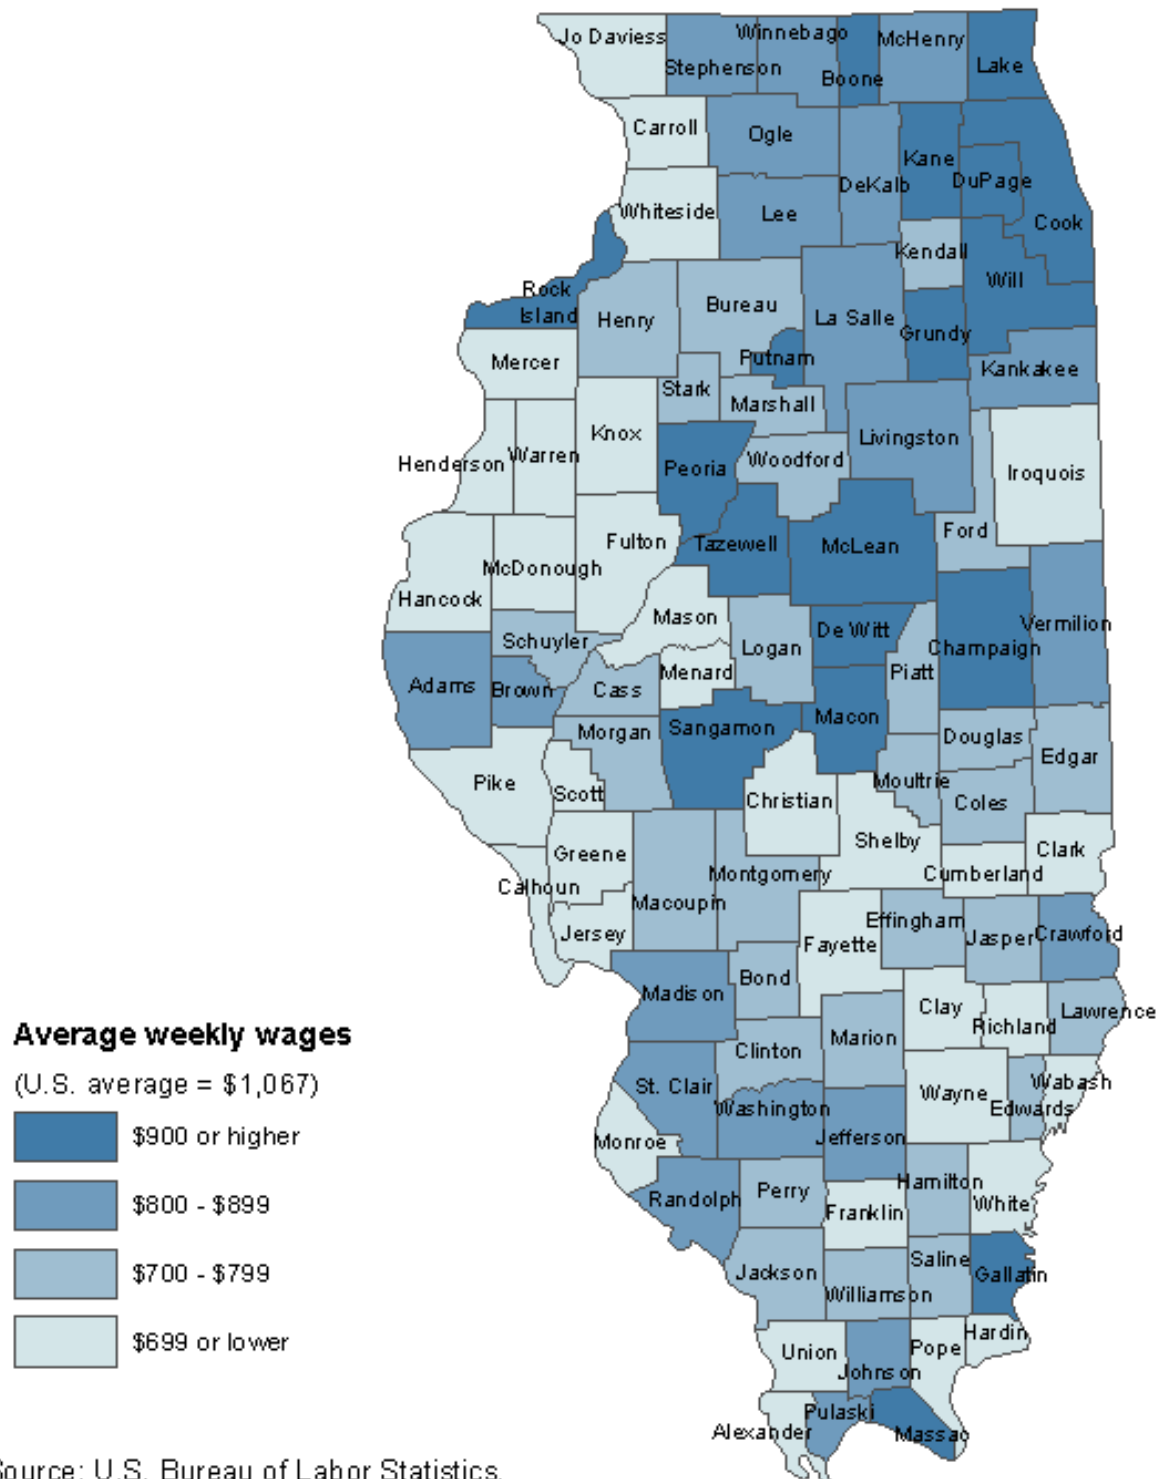 Jo Daviess
Stephenson
Winnebago
Boone
McHenry
Lake
Carroll
Ogle
DeKalb
Kane
DuPage
Cook
Whiteside
Lee
Kendall
Will
Rock
Island
Henry
Bureau
La Salle
Grundy
Putnam
Kankakee
Mercer
Stark
Marshall
Knox
Livingston
Henderson
Warren
Peoria
Woodford
Iroquois
Ford
Fulton
Tazewell
McLean
McDonough
Hancock
Mason
De Witt
Vermilion
Schuyler
Logan
Champaign
Menard
Piatt
Adams
Brown
Cass
Sangamon
Macon
Morgan
Douglas
Edgar
Pike
Scott
Christian
Moultrie
Coles
Shelby
Greene
Clark
Montgomery
Cumberland
Calhoun
Macoupin
Effingham
Jersey
Fayette
Jasper
Crawford
Bond
Madison
Clay
Richland
Lawrence
Marion
Clinton
St. Clair
Wayne
Wabash
Edwards
Washington
Jefferson
Monroe
Hamilton
Randolph
Perry
Franklin
White
Jackson
Saline
Gallatin
Williamson
Hardin
Union
Pope
Johnson
Pulaski
Alexander
Massac
Average weekly wages
(U.S. average = $1,067)
$900 or higher
$800 - $899
$700 - $799
$699 or lower
Source: U.S. Bureau of Labor Statistics.